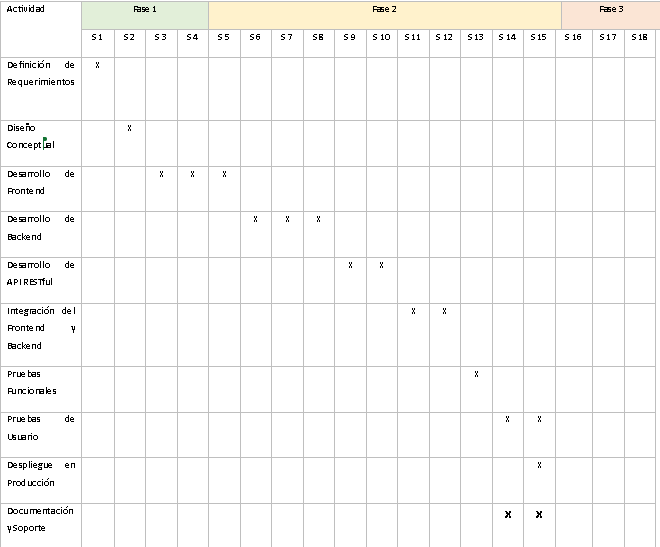 Actividad Fase 1 Fase 2 Fase 3
S 1 S 2 S 3 S 4 S 5 S 6 S 7 S 8 S 9 S 10 S 11 S 12 S 13 S 14 S 15 S 16 S 17 S 18
Definición de X
Requerimientos
Diseño X
Conceptual
Desarrollo de X X X
Frontend
Desarrollo de X X X
Backend
Desarrollo de X X
API RESTful
Integración del X X
Frontend y
Backend
Pruebas X
Funcionales
Pruebas de X X
Usuario
Despliegue en X
Producción
Documentación X X
y Soporte